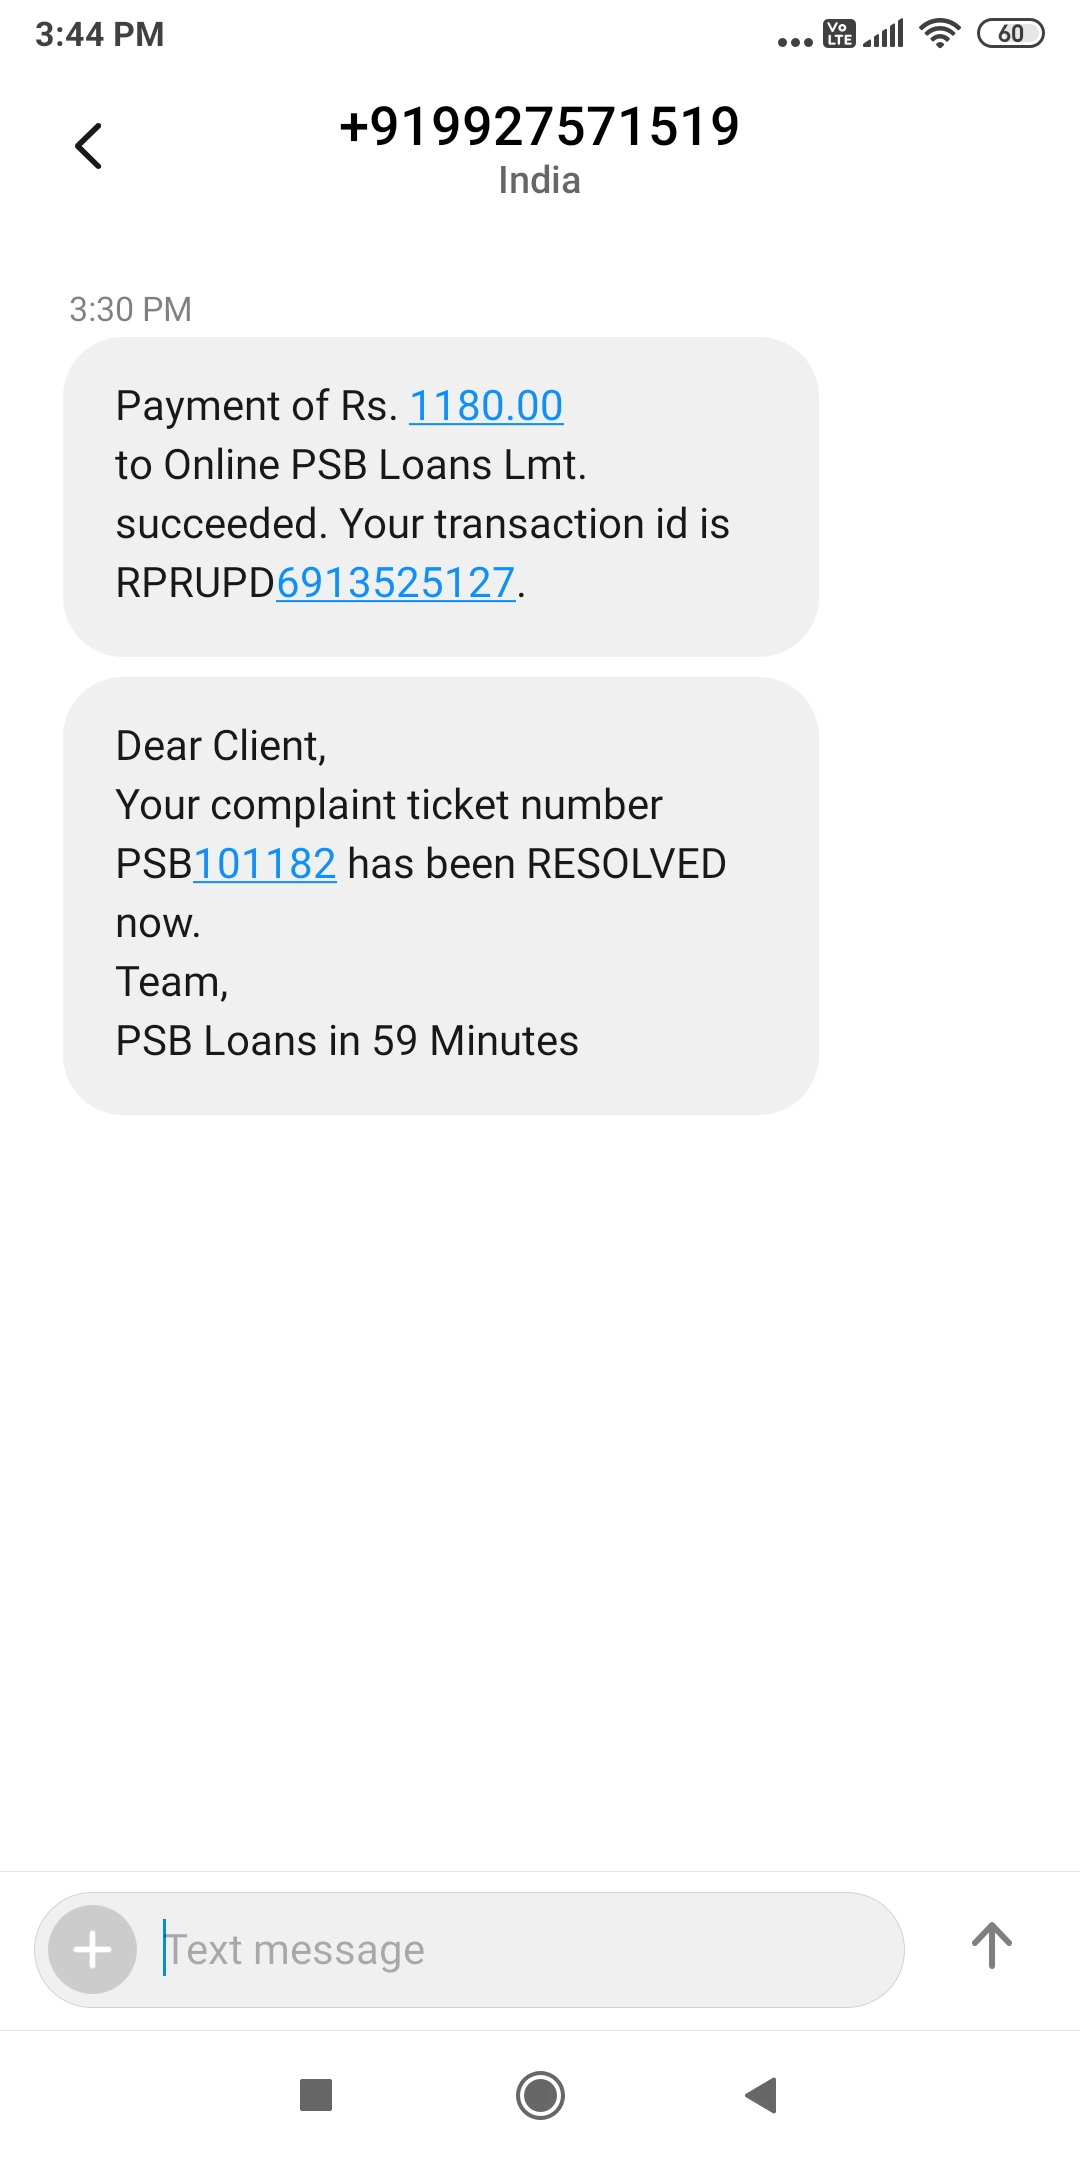 3:44 PM
Vo LTE
60
+919927571519
India
3:30 PM
Payment of Rs. 1180.00
to Online PSB Loans Lmt.
succeeded. Your transaction id is
RPRUPD6913525127.
Dear Client,
Your complaint ticket number
PSB101182 has been RESOLVED
now.
Team,
PSB Loans in 59 Minutes
Text message